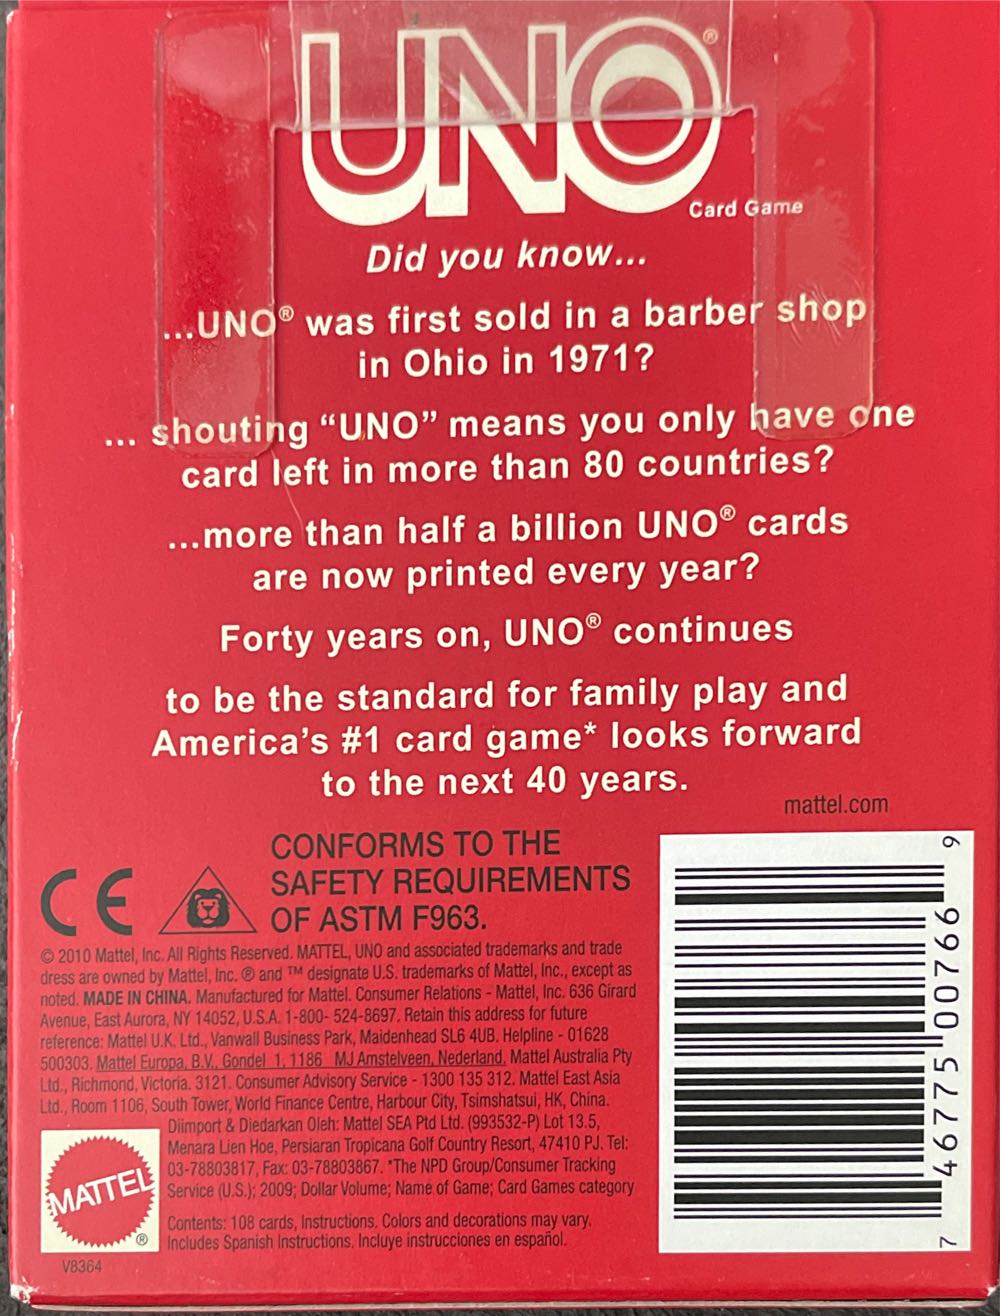 UNO®
Card Game
Did you know...
...UNO® was first sold in a barber shop
in Ohio in 1971?
... shouting “UNO” means you only have one
card left in more than 80 countries?
...more than half a billion UNO® cards
are now printed every year?
Forty years on, UNO® continues
to be the standard for family play and
America’s #1 card game* looks forward
to the next 40 years.
mattel.com
CE
CONFORMS TO THE
SAFETY REQUIREMENTS
OF ASTM F963.
© 2010 Mattel, Inc. All Rights Reserved. MATTEL, UNO and associated trademarks and trade
dress are owned by Mattel, Inc. ® and ™ designate U.S. trademarks of Mattel, Inc., except as
noted. MADE IN CHINA. Manufactured for Mattel. Consumer Relations - Mattel, Inc. 636 Girard
Avenue, East Aurora, NY 14052, U.S.A. 1-800- 524-8697. Retain this address for future
reference: Mattel U.K. Ltd., Vanwall Business Park, Maidenhead SL6 4UB. Helpline - 01628
500303. Mattel Europa, B.V., Gondel 1, 1186 MJ Amstelveen, Nederland. Mattel Australia Pty
Ltd., Richmond, Victoria. 3121. Consumer Advisory Service - 1300 135 312. Mattel East Asia
Ltd., Room 1106, South Tower, World Finance Centre, Harbour City, Tsimshatsui, HK, China.
Diimport & Diedarkan Oleh: Mattel SEA Ptd Ltd. (993532-P) Lot 13.5,
Menara Lien Hoe, Persiaran Tropicana Golf Country Resort, 47410 PJ. Tel:
03-78803817, Fax: 03-78803867. *The NPD Group/Consumer Tracking
Service (U.S.); 2009; Dollar Volume; Name of Game; Card Games category
Contents: 108 cards, Instructions. Colors and decorations may vary.
Includes Spanish Instructions. Incluye instrucciones en español.
MATTEL®
V8364
7 46775 00766 9